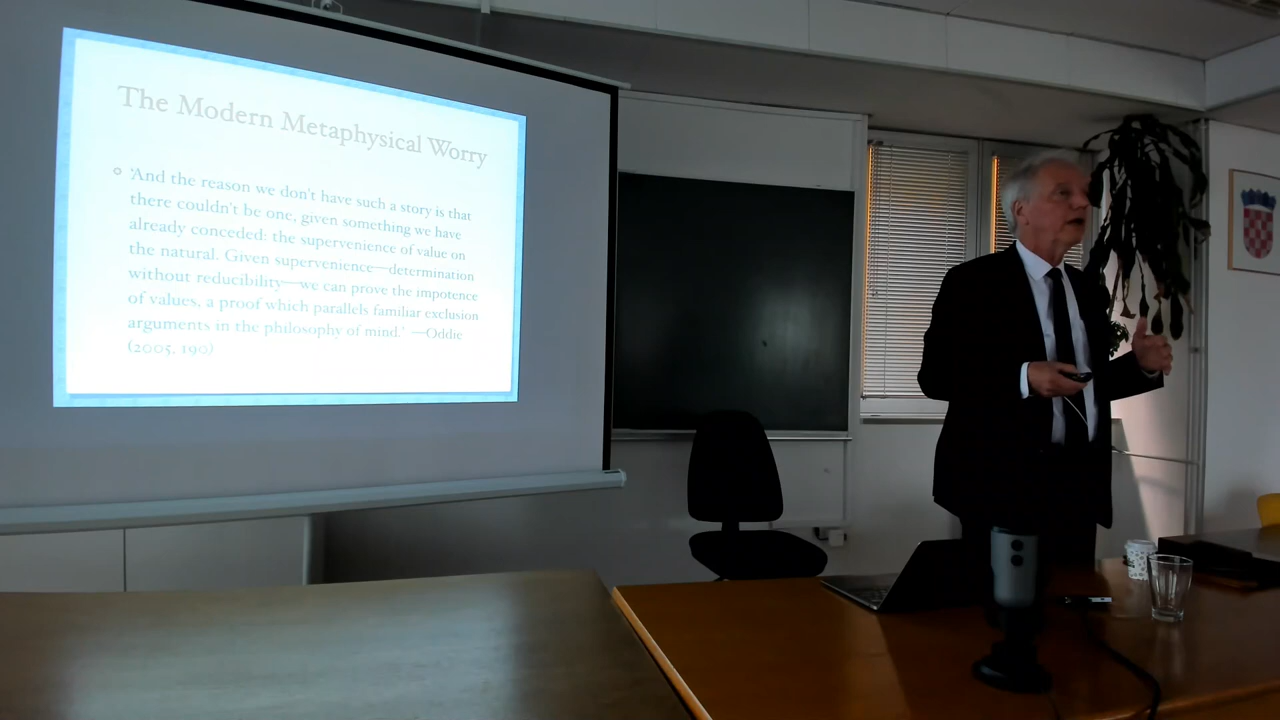 The Modern Metaphysical Worry
'And the reason we don't have such a story is that
there couldn't be one, given something we have
already conceded: the supervenience of value on
the natural. Given supervenience—determination
without reducibility—we can prove the impotence
of values, a proof which parallels familiar exclusion
arguments in the philosophy of mind.' —Oddie
(2005, 190)